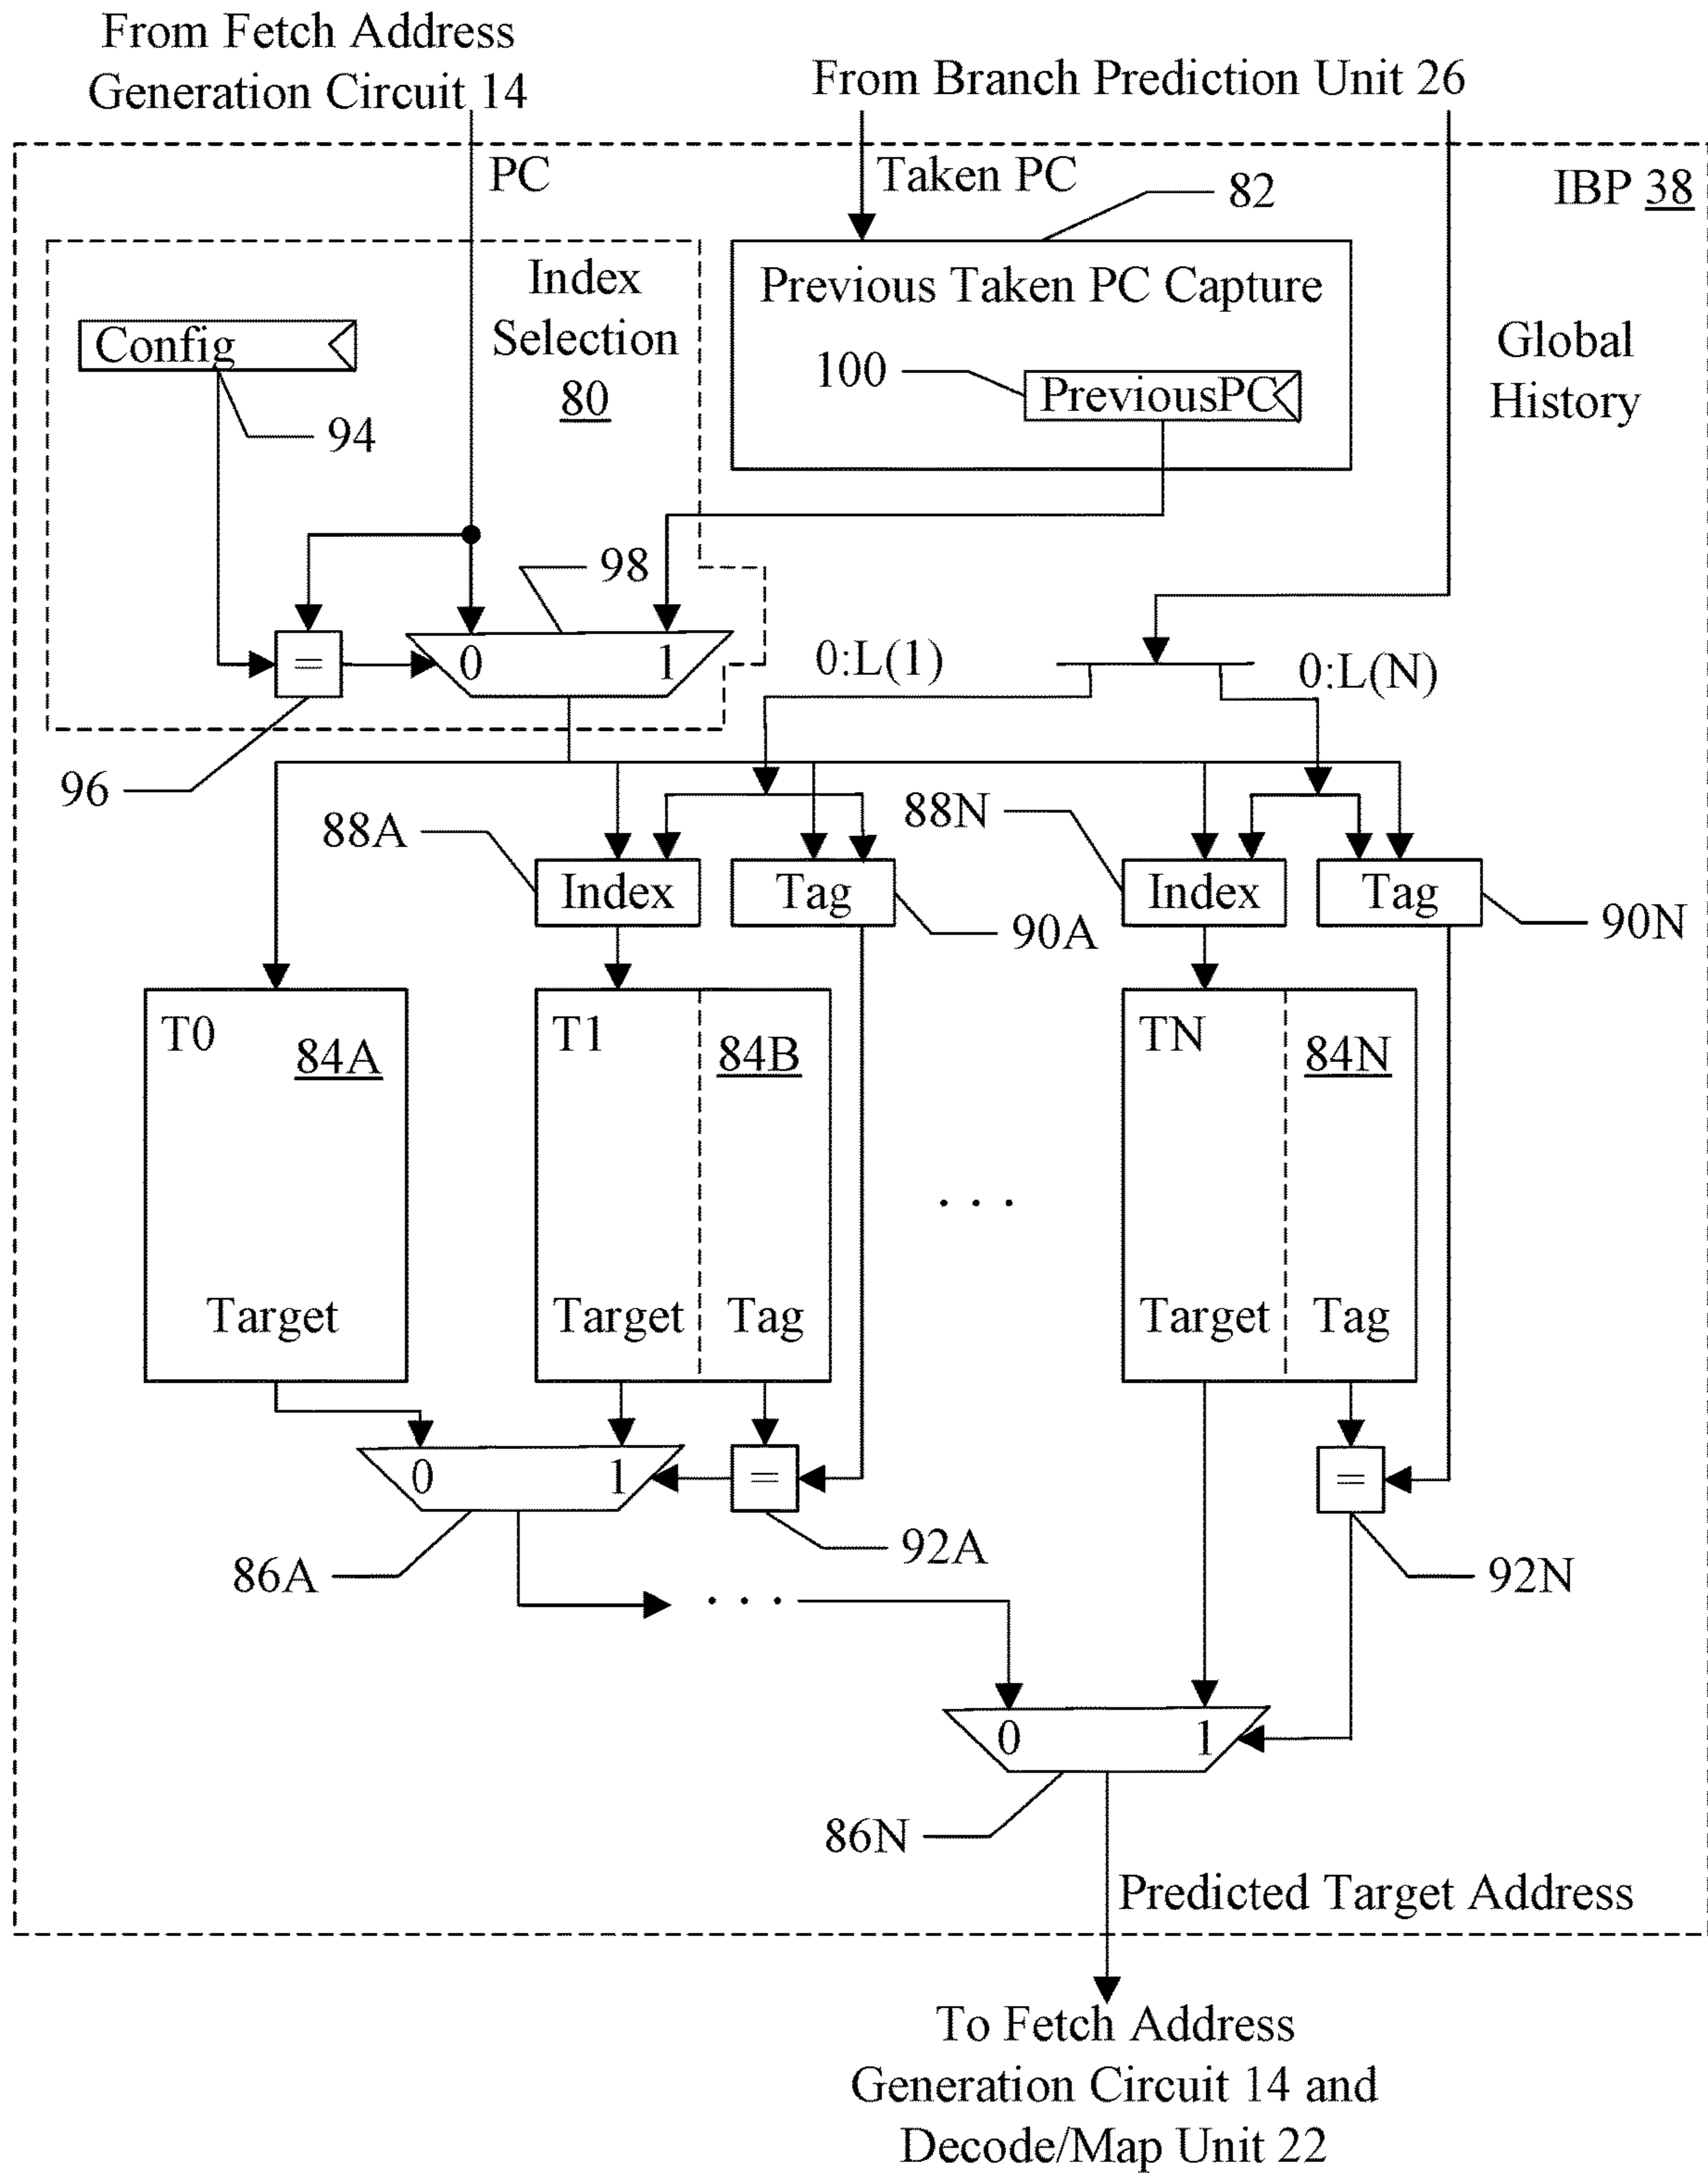 From Fetch Address
Generation Circuit 14
From Branch Prediction Unit 26
PC
Taken PC
82
IBP 38
Index
Selection
80
Config
94
Previous Taken PC Capture
100
PreviousPC
Global
History
98
=
0
1
96
0:L(1)
0:L(N)
88A
Index
Tag
90A
88N
Index
Tag
90N
T0
84A
Target
T1
84B
Target
Tag
. . .
TN
84N
Target
Tag
0
1
=
=
86A
92A
92N
. . .
0
1
86N
Predicted Target Address
To Fetch Address
Generation Circuit 14 and
Decode/Map Unit 22